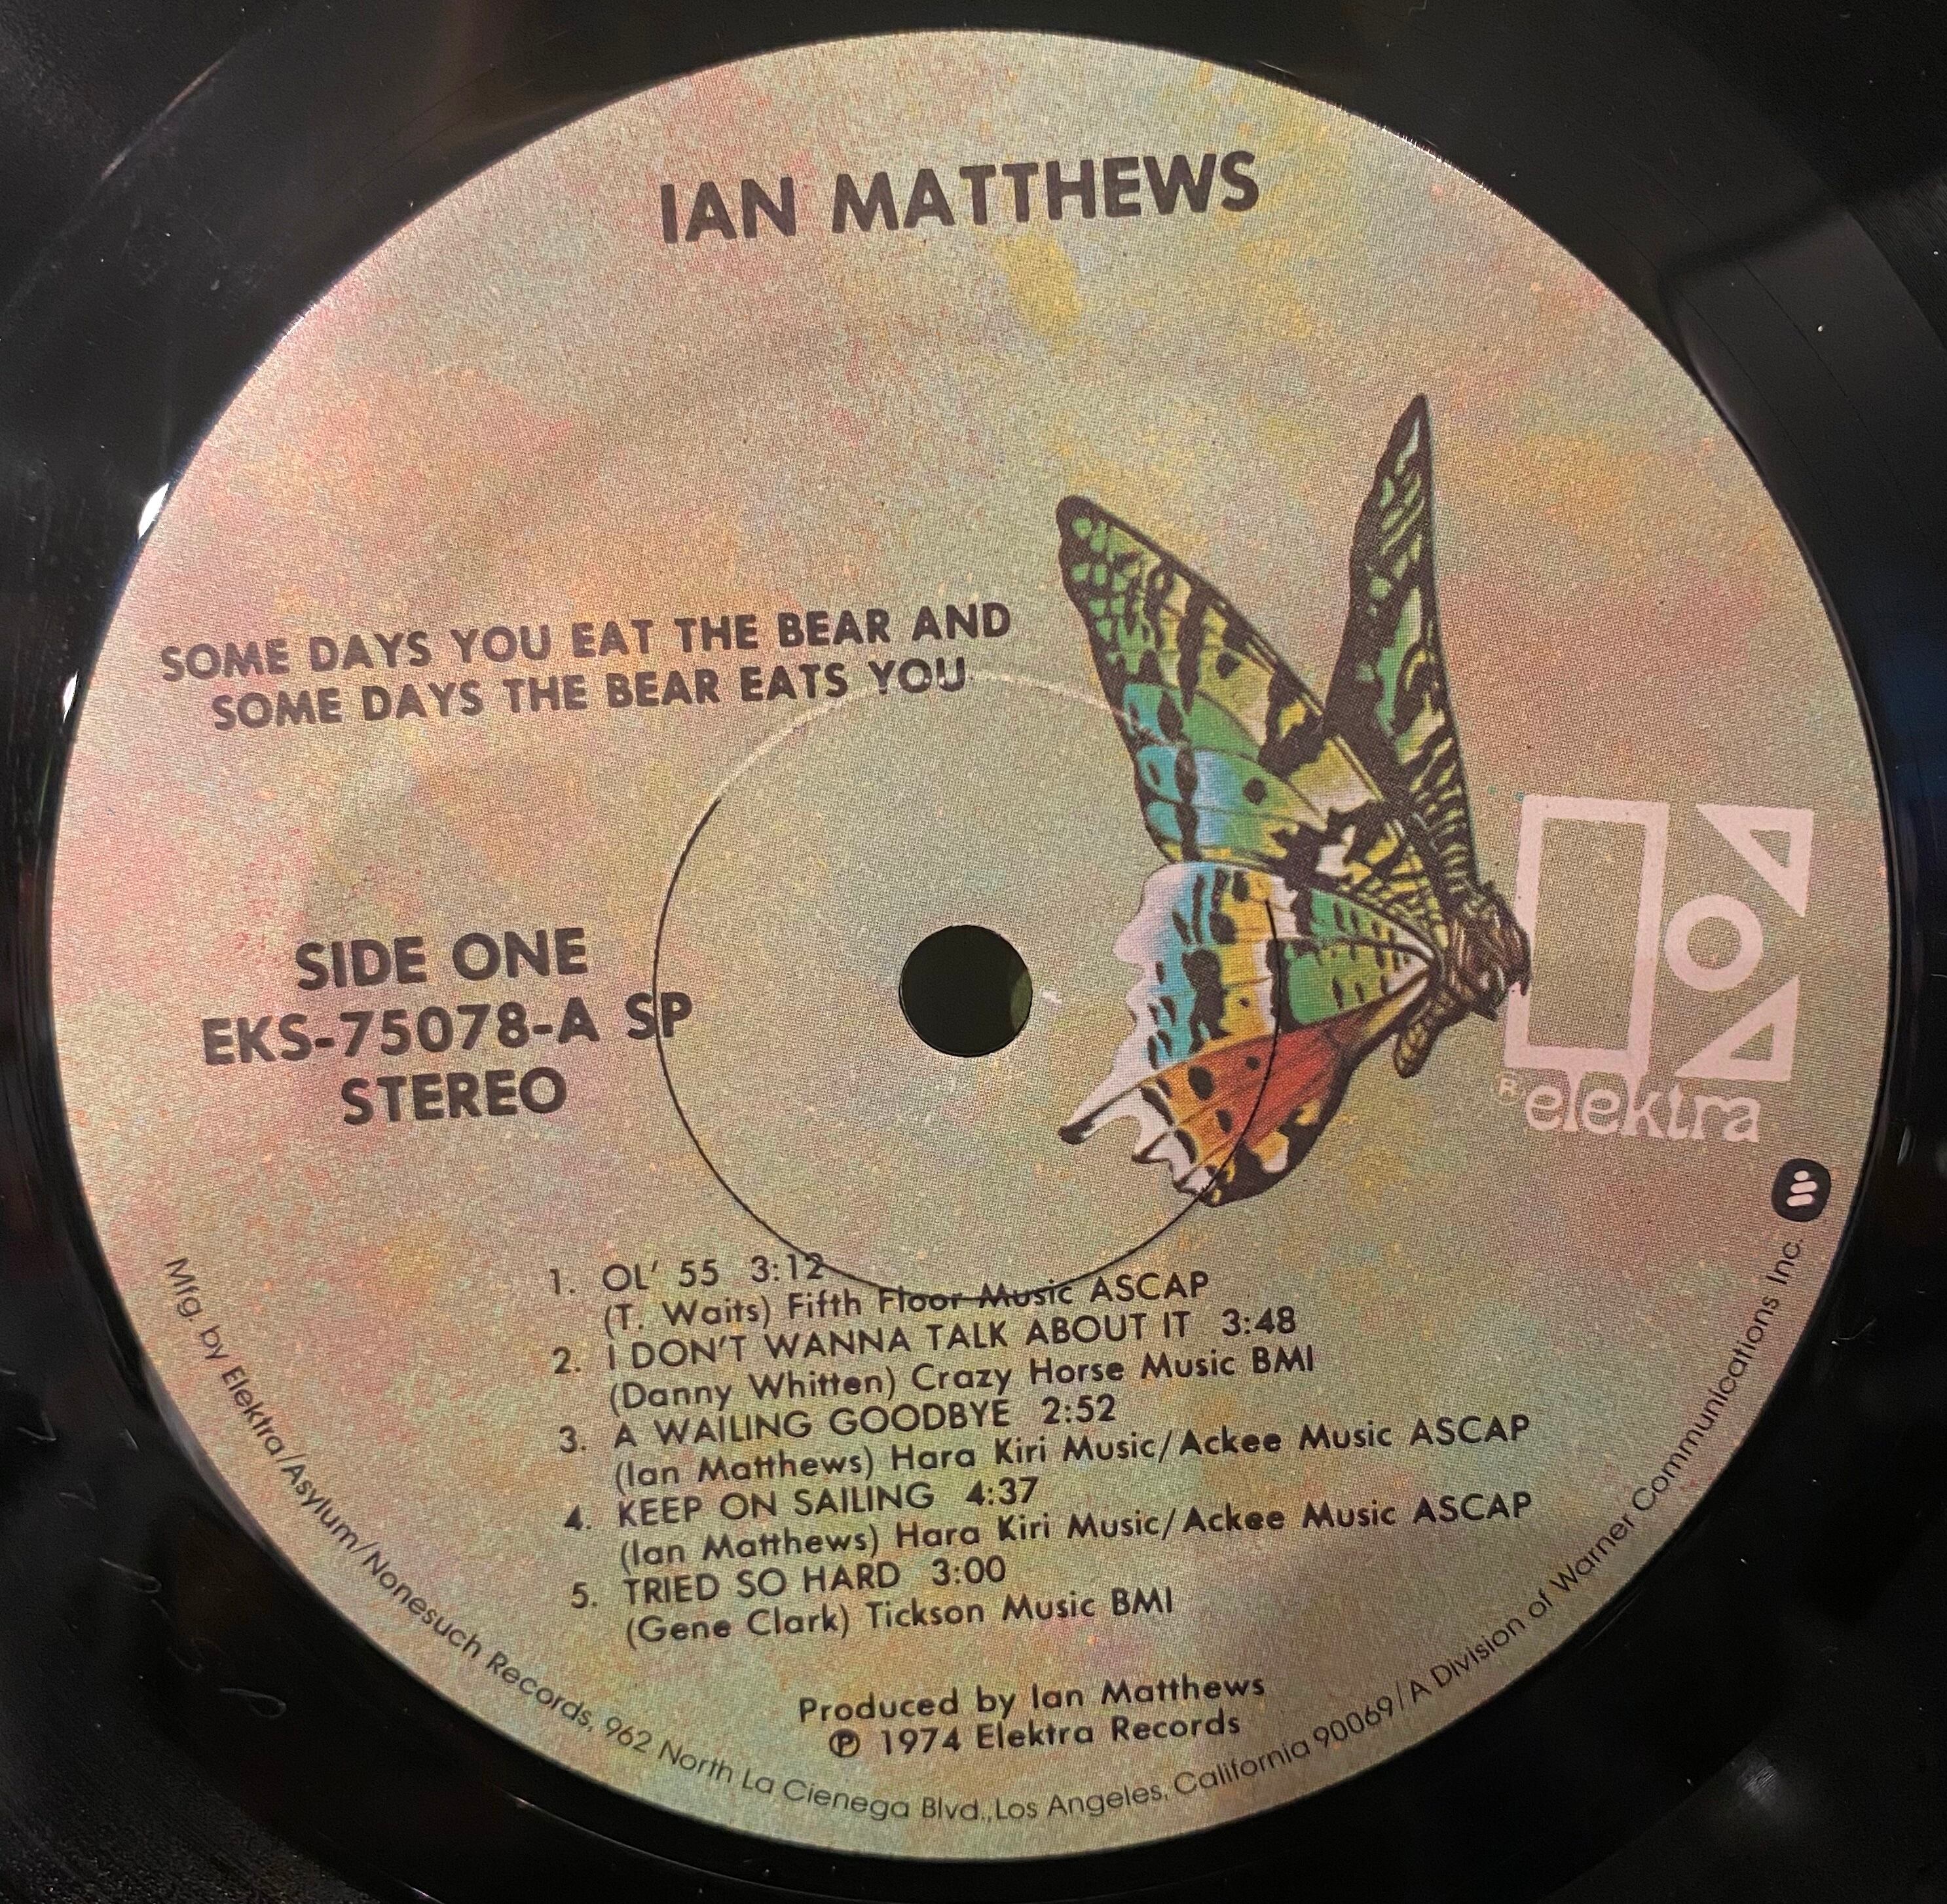 IAN MATTHEWS
SOME DAYS YOU EAT THE BEAR AND
SOME DAYS THE BEAR EATS YOU
SIDE ONE
EKS-75078-A SP
STEREO
® elektra
1. OL' 55 3:12
(T. Waits) Fifth Floor Music ASCAP
2. I DON'T WANNA TALK ABOUT IT 3:48
(Danny Whitten) Crazy Horse Music BMI
3. A WAILING GOODBYE 2:52
(Ian Matthews) Hara Kiri Music/Ackee Music ASCAP
4. KEEP ON SAILING 4:37
(Ian Matthews) Hara Kiri Music/Ackee Music ASCAP
5. TRIED SO HARD 3:00
(Gene Clark) Tickson Music BMI
Produced by Ian Matthews
℗ 1974 Elektra Records
Mfg. by Elektra/Asylum/Nonesuch Records, 962 North La Cienega Blvd., Los Angeles, California 90069/A Division of Warner Communications Inc.